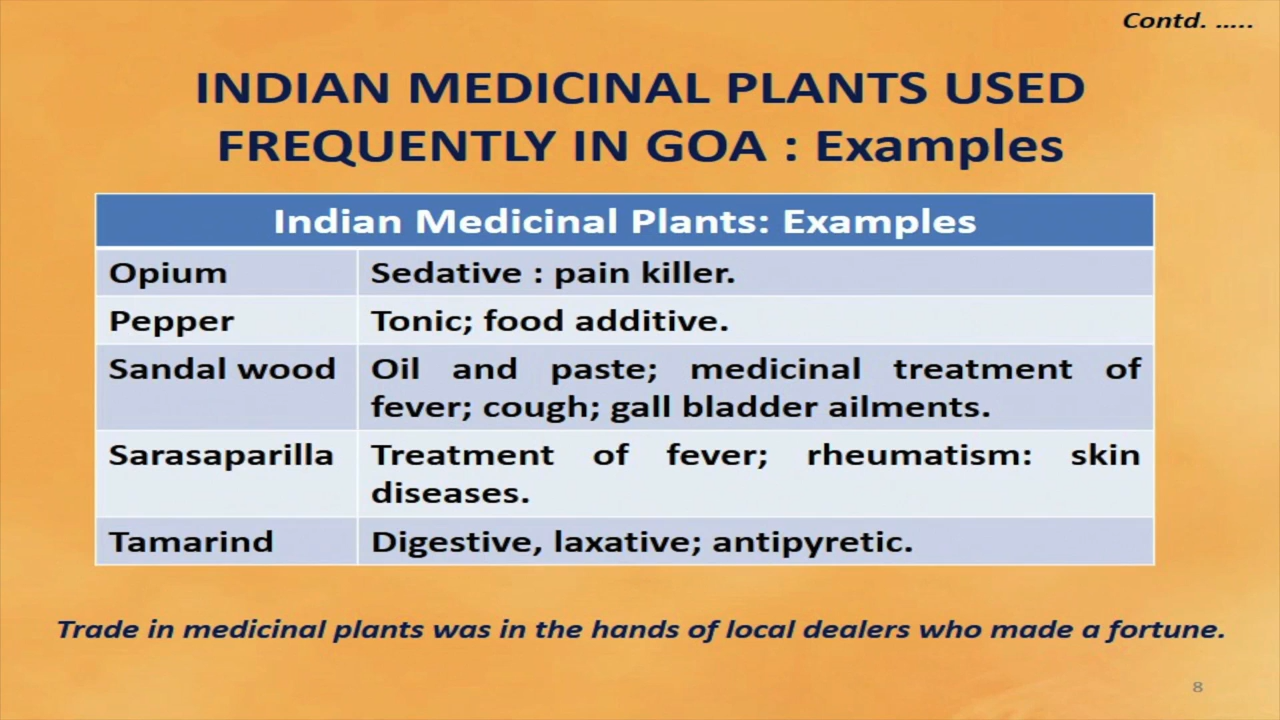 Contd. .....
INDIAN MEDICINAL PLANTS USED
FREQUENTLY IN GOA : Examples
Indian Medicinal Plants: Examples
Opium Sedative : pain killer.
Pepper Tonic; food additive.
Sandal wood Oil and paste; medicinal treatment of
fever; cough; gall bladder ailments.
Sarasaparilla Treatment of fever; rheumatism: skin
diseases.
Tamarind Digestive, laxative; antipyretic.
Trade in medicinal plants was in the hands of local dealers who made a fortune.
8